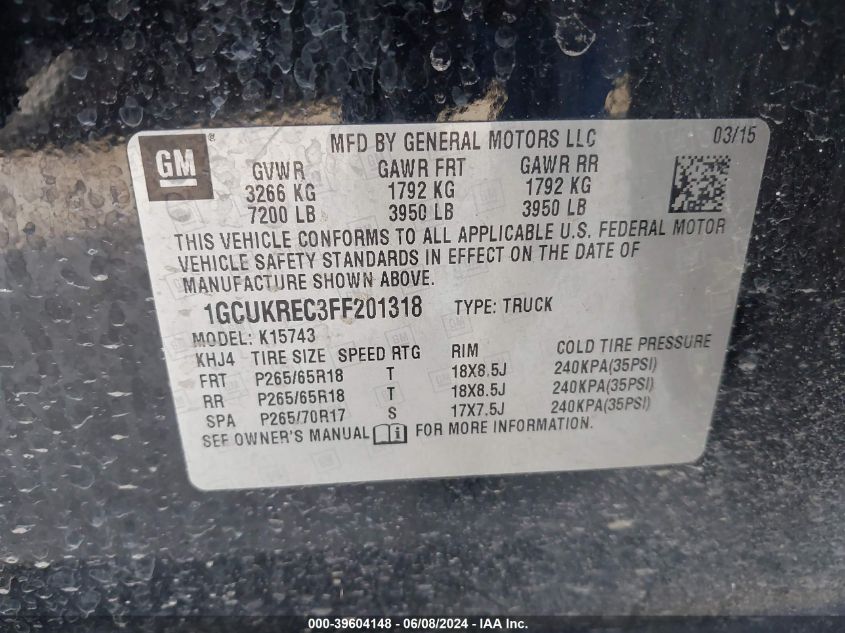 GM ® MFD BY GENERAL MOTORS LLC 03/15
GVWR GAWR FRT GAWR RR
3266 KG 1792 KG 1792 KG
7200 LB 3950 LB 3950 LB
THIS VEHICLE CONFORMS TO ALL APPLICABLE U.S. FEDERAL MOTOR
VEHICLE SAFETY STANDARDS IN EFFECT ON THE DATE OF
MANUFACTURE SHOWN ABOVE.
1GCUKREC3FF201318 TYPE: TRUCK
MODEL: K15743
KHJ4 TIRE SIZE SPEED RTG RIM COLD TIRE PRESSURE
FRT P265/65R18 T 18X8.5J 240KPA(35PSI)
RR P265/65R18 T 18X8.5J 240KPA(35PSI)
SPA P265/70R17 S 17X7.5J 240KPA(35PSI)
SEE OWNER'S MANUAL i FOR MORE INFORMATION.
000-39604148 - 06/08/2024 - IAA Inc.